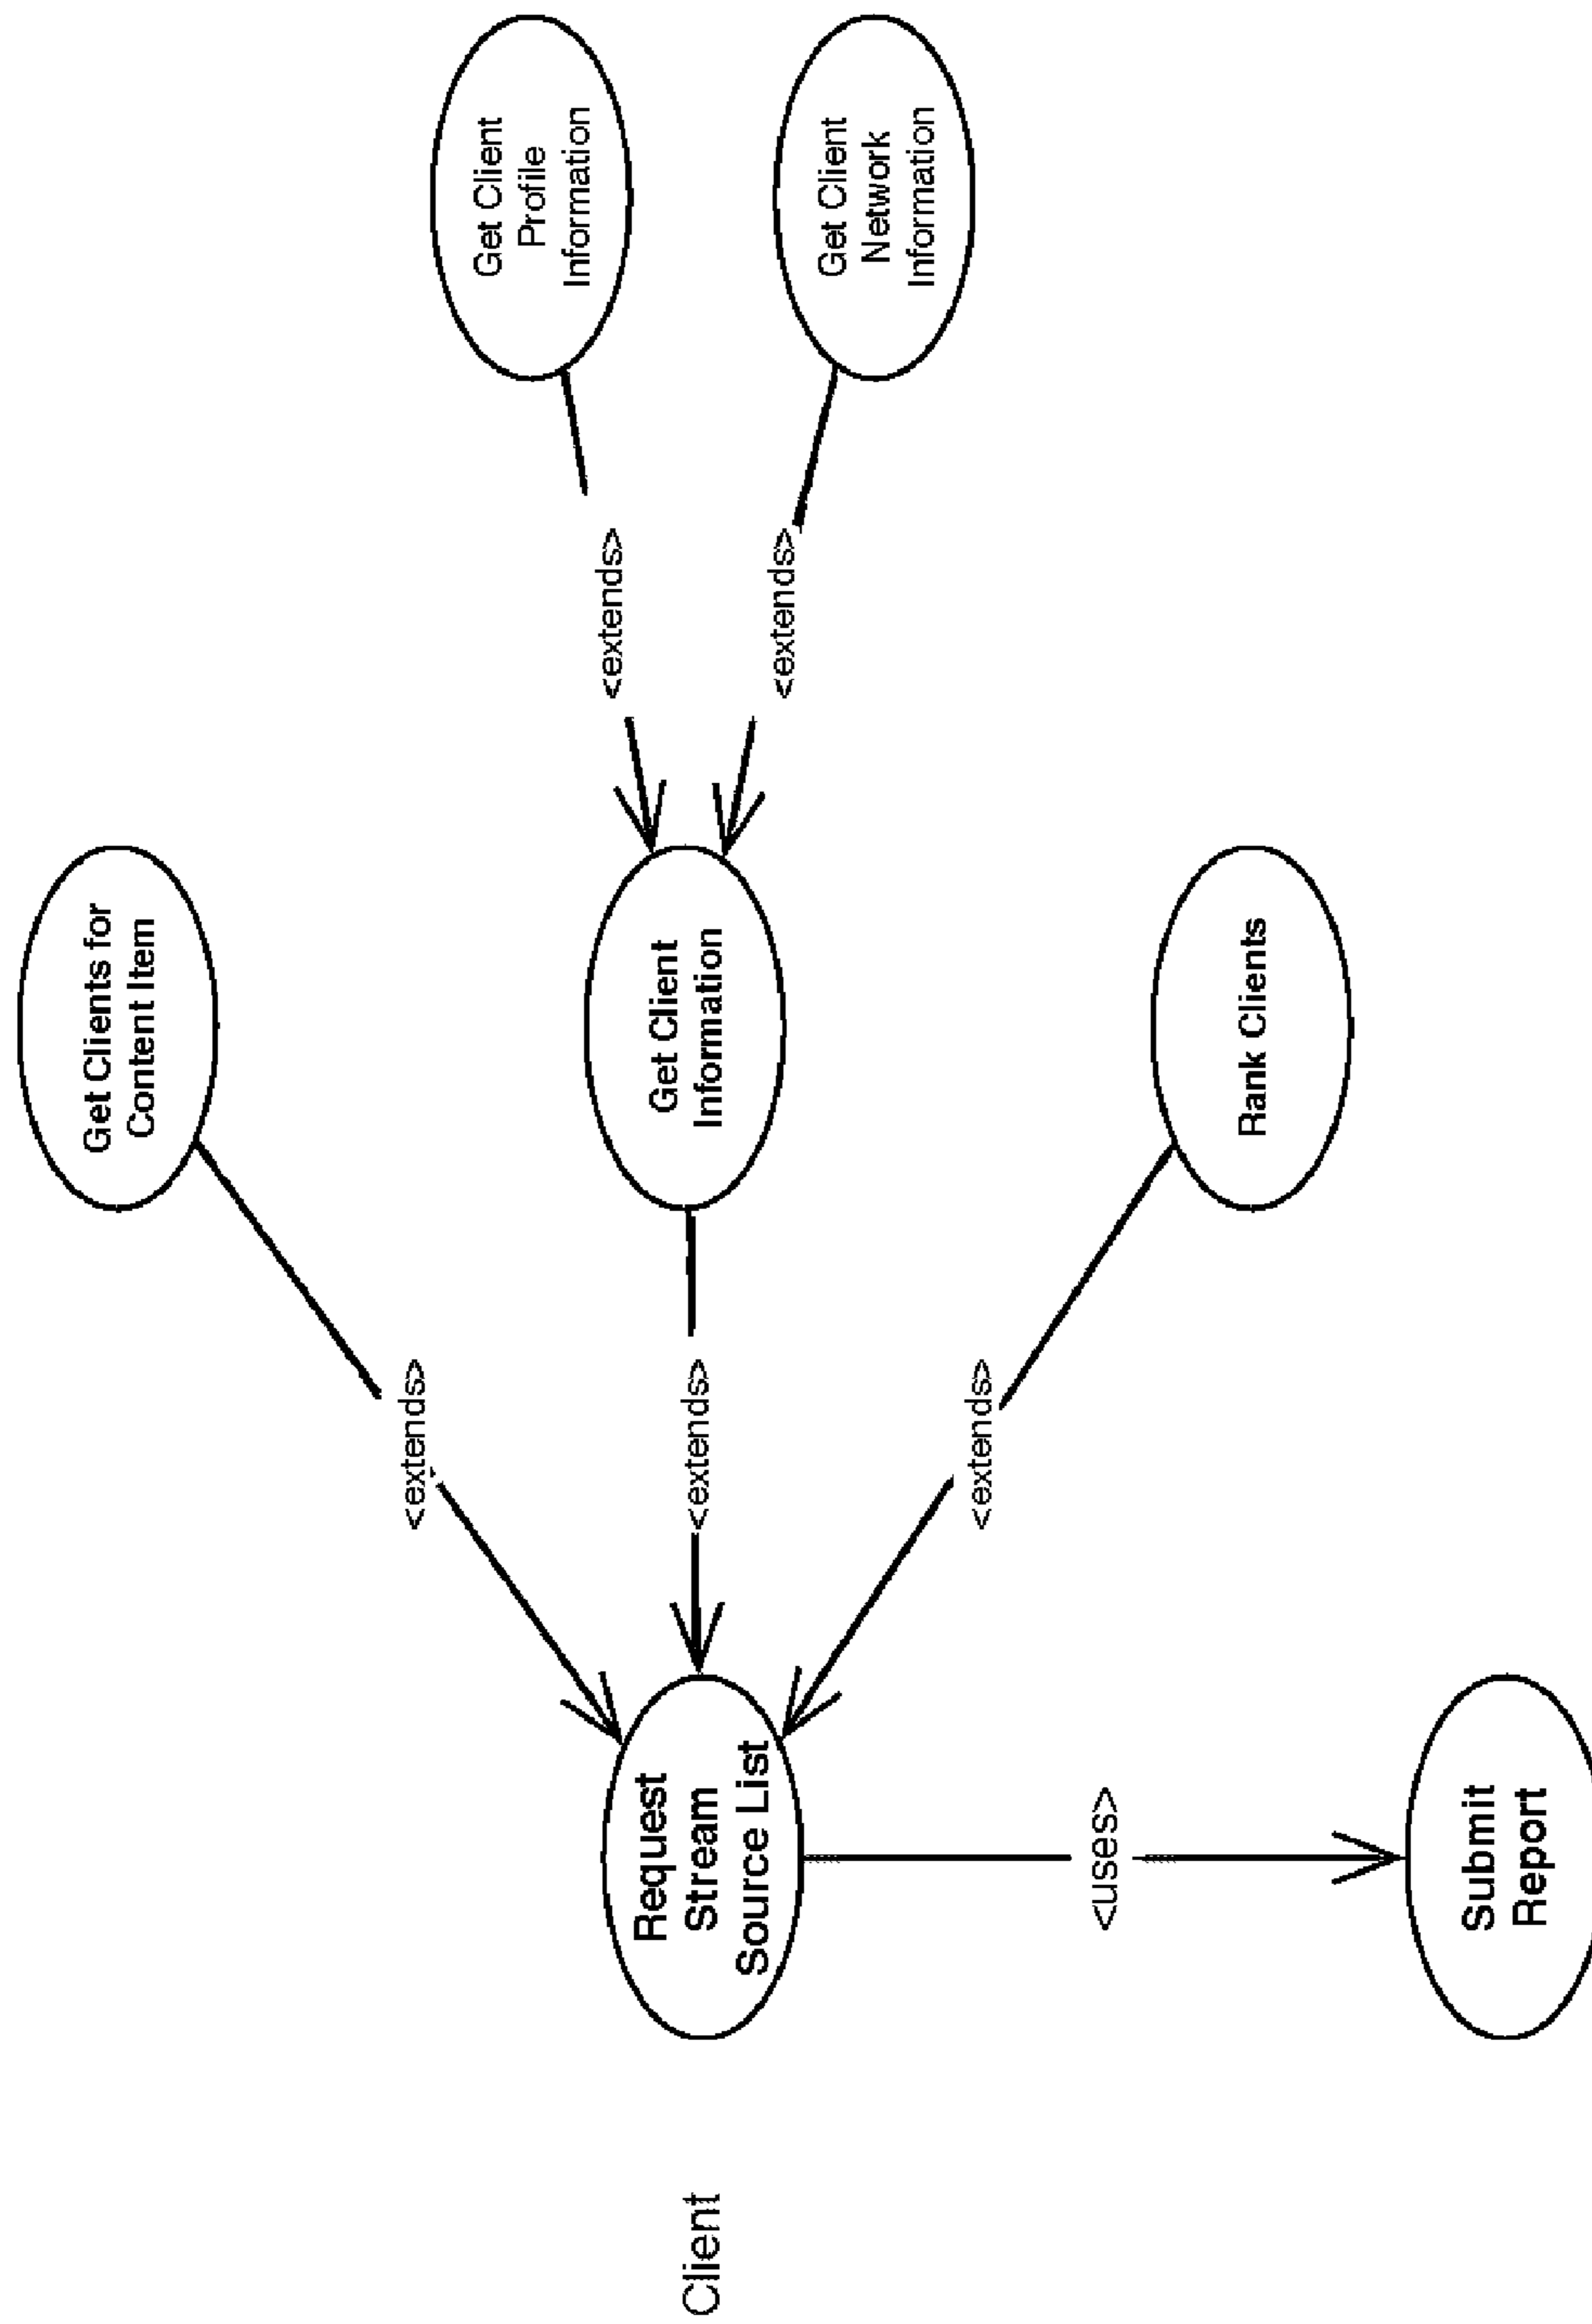 Get Clients for
Content Item
<extends>
Client
Request
Stream
Source List
<extends>
Get Client
Information
<extends>
Get Client
Profile
Information
<extends>
Get Client
Network
Information
<extends>
Rank Clients
<uses>
Submit
Report